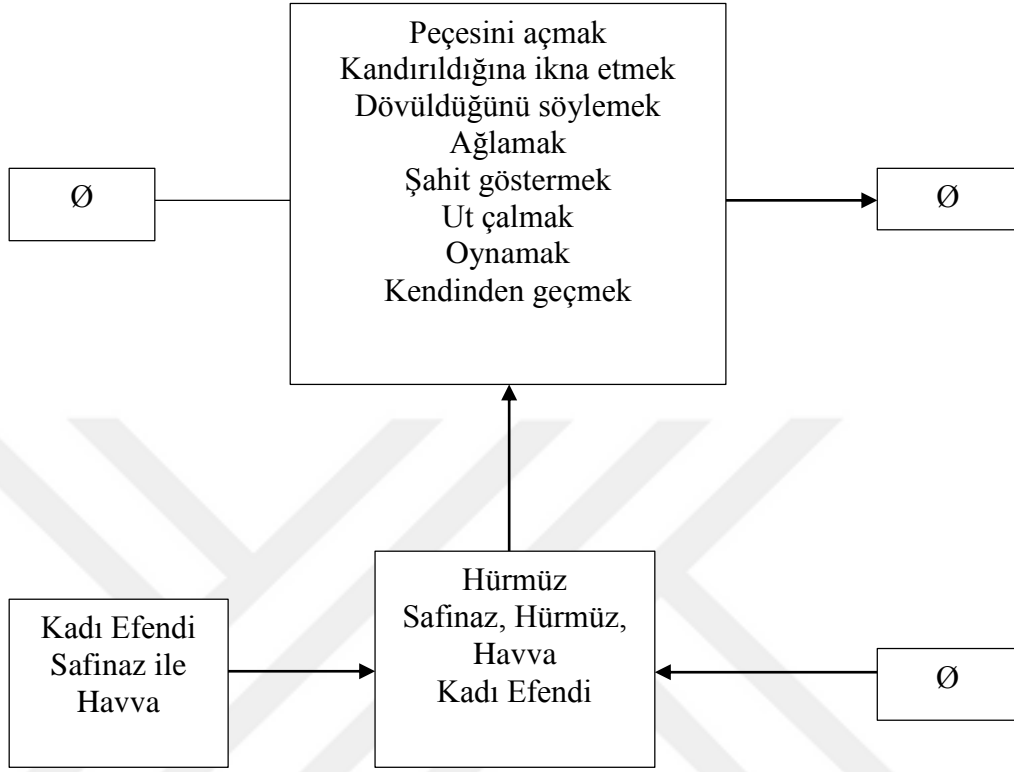 Peçesini açmak
Kandırıldığına ikna etmek
Dövüldüğünü söylemek
Ağlamak
Şahit göstermek
Ut çalmak
Oynamak
Kendinden geçmek
Ø
Ø
Kadı Efendi
Safinaz ile
Havva
Hürmüz
Safinaz, Hürmüz,
Havva
Kadı Efendi
Ø